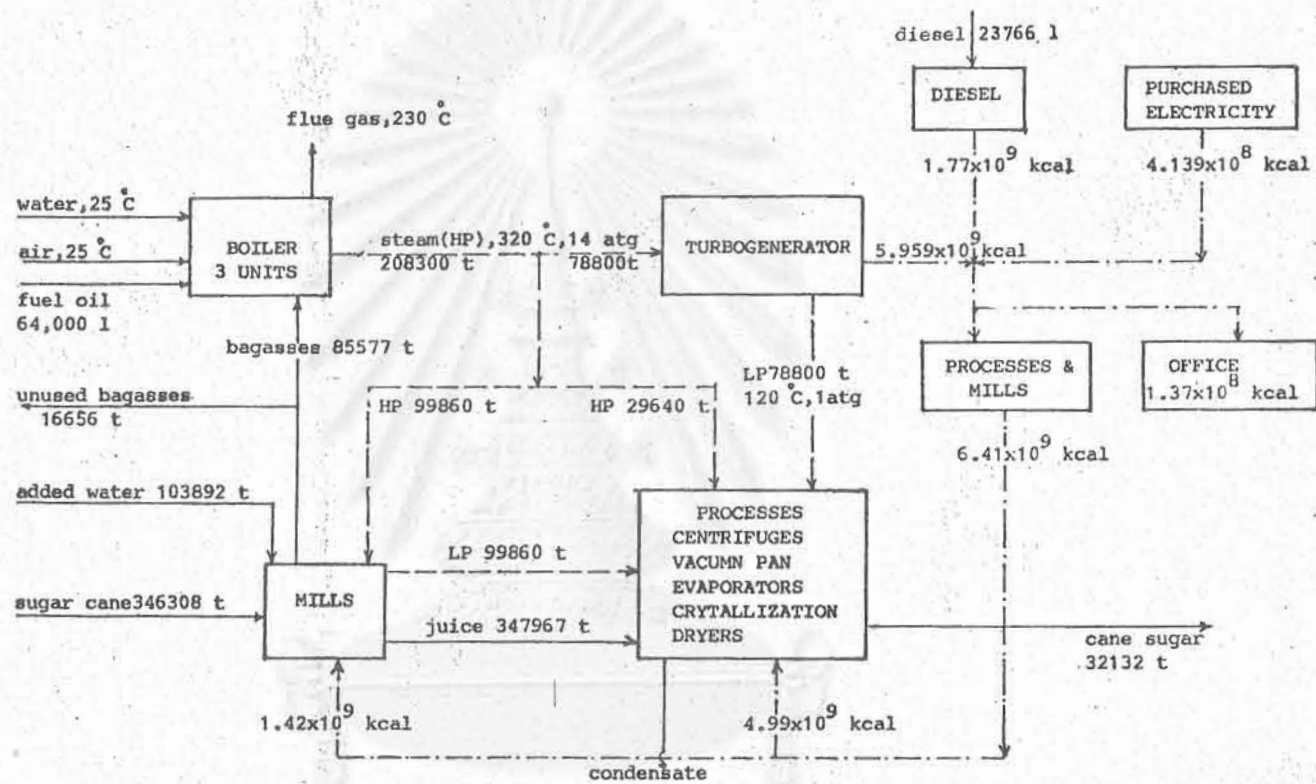 diesel 23766 l
DIESEL
PURCHASED
ELECTRICITY
1.77x10⁹ kcal
4.139x10⁸ kcal
flue gas,230 °C
water,25 °C
air,25 °C
fuel oil
64,000 l
BOILER
3 UNITS
steam(HP),320 °C,14 atg
208300 t
78800t
TURBOGENERATOR
5.959x10⁹ kcal
bagasses 85577 t
unused bagasses
16656 t
HP 99860 t
HP 29640 t
LP78800 t
120 °C,1atg
PROCESSES &
MILLS
OFFICE
1.37x10⁸ kcal
6.41x10⁹ kcal
added water 103892 t
sugar cane346308 t
MILLS
LP 99860 t
juice 347967 t
PROCESSES
CENTRIFUGES
VACUMN PAN
EVAPORATORS
CRYTALLIZATION
DRYERS
cane sugar
32132 t
1.42x10⁹ kcal
4.99x10⁹ kcal
condensate